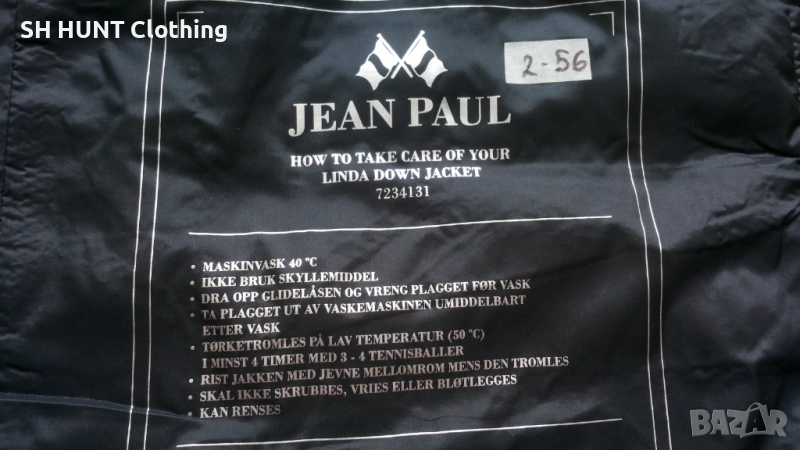 SH HUNT Clothing
2-56
JEAN PAUL
HOW TO TAKE CARE OF YOUR
LINDA DOWN JACKET
7234131
• MASKINVASK 40 °C
• IKKE BRUK SKYLLEMIDDEL
• DRA OPP GLIDELÅSEN OG VRENG PLAGGET FØR VASK
• TA PLAGGET UT AV VASKEMASKINEN UMIDDELBART
ETTER VASK
• TØRKETROMLES PÅ LAV TEMPERATUR (50 °C)
I MINST 4 TIMER MED 3 - 4 TENNISBALLER
• RIST JAKKEN MED JEVNE MELLOMROM MENS DEN TROMLES
• SKAL IKKE SKRUBBES, VRIES ELLER BLØTLEGGES
• KAN RENSES
BAZAR